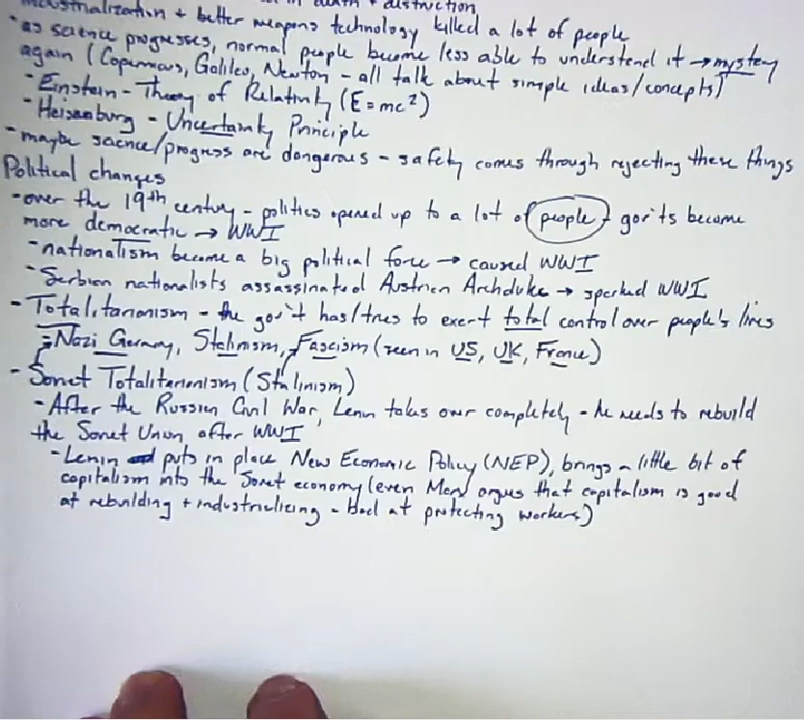 death + destruction
industrialization + better weapons technology killed a lot of people
- as science progresses, normal people become less able to understand it → mystery
again (Copernicus, Galileo, Newton - all talk about simple ideas/concepts)
- Einstein - Theory of Relativity (E=mc²)
- Heisenburg - Uncertainty Principle
- maybe science/progress are dangerous - safety comes through rejecting these things
Political changes
- over the 19th century - politics opened up to a lot of people + gov'ts become
more democratic → WWI
- nationalism became a big political force → caused WWI
- Serbian nationalists assassinated Austrian Archduke → sparked WWI
- Totalitarianism - the gov't has/tries to exert total control over people's lives
- Nazi Germany, Stalinism, Fascism (seen in US, UK, France)
- Soviet Totalitarianism (Stalinism)
- After the Russian Civil War, Lenin takes over completely - he needs to rebuild
the Soviet Union after WWI
- Lenin puts in place New Economic Policy (NEP), brings a little bit of
capitalism into the Soviet economy (even Marx argues that capitalism is good
at rebuilding + industrializing - bad at protecting workers)